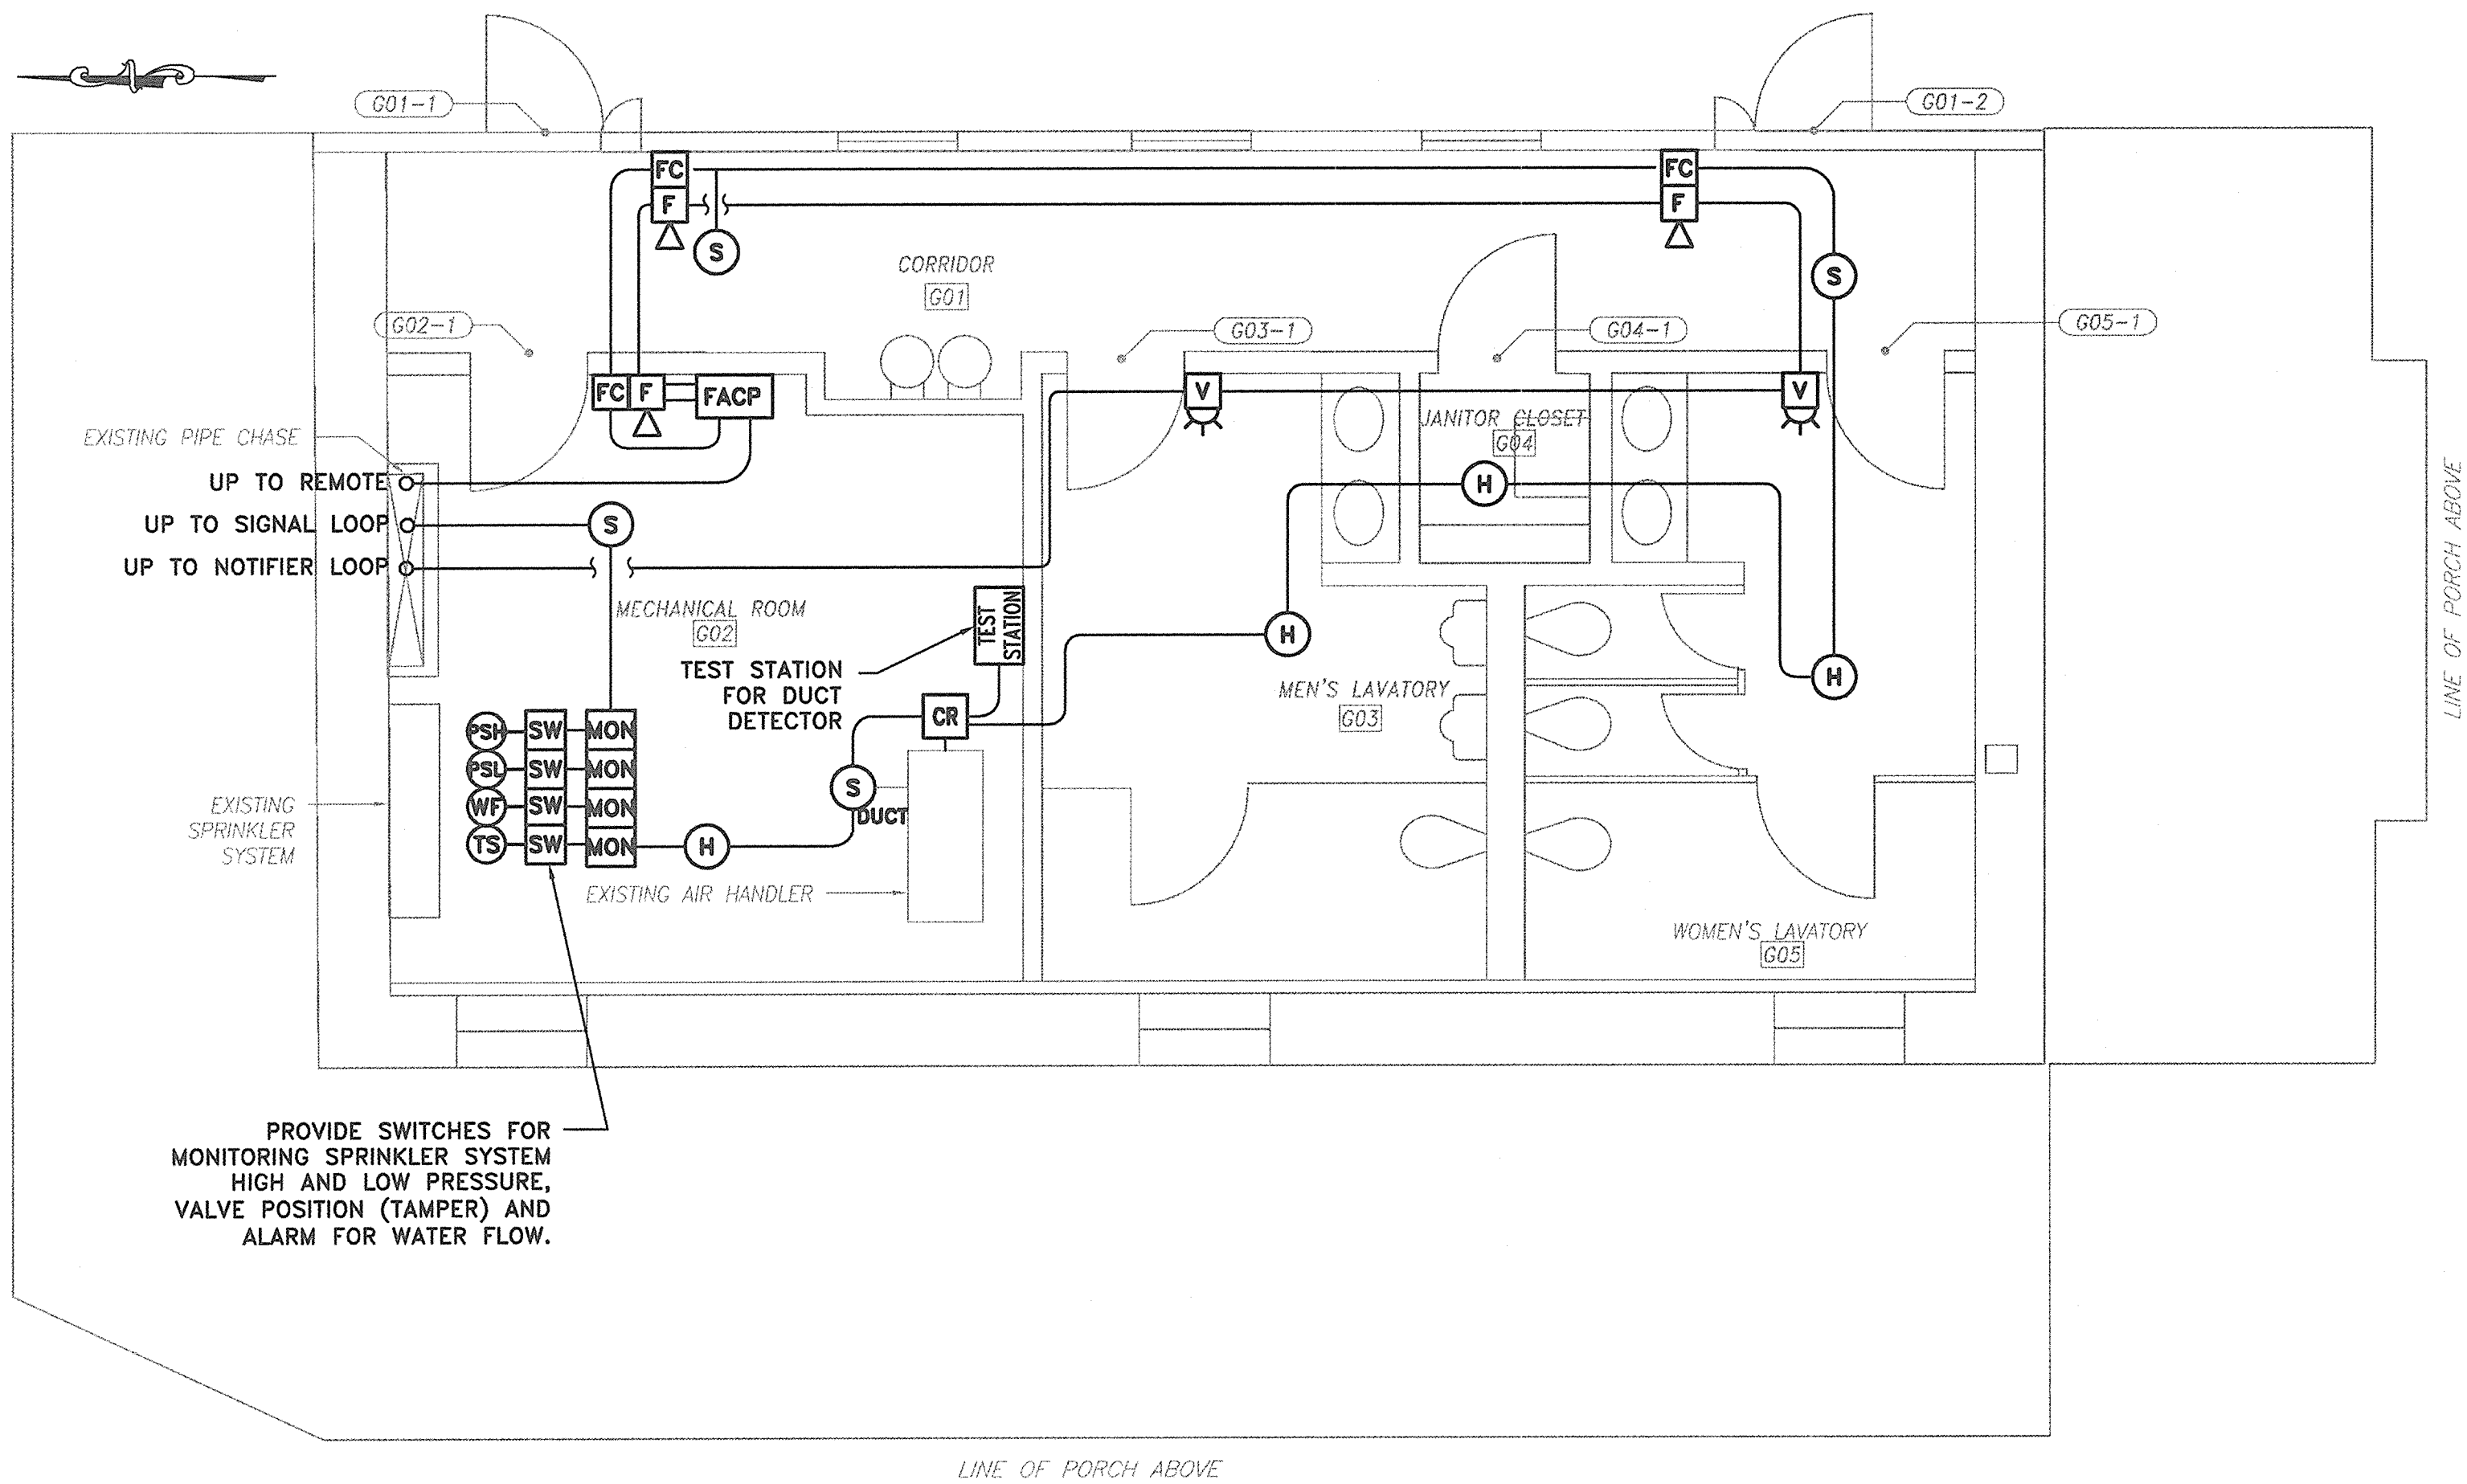 G01-1
G01-2
FC
F
FC
F
S
S
CORRIDOR
G01
G02-1
G03-1
G04-1
G05-1
FC F FACP
V
V
EXISTING PIPE CHASE
JANITOR CLOSET
G04
UP TO REMOTE
H
UP TO SIGNAL LOOP
S
UP TO NOTIFIER LOOP
MECHANICAL ROOM
G02
TEST
STATION
H
TEST STATION
FOR DUCT
DETECTOR
H
MEN'S LAVATORY
G03
CR
PSH SW MON
PSL SW MON
WF SW MON
TS SW MON
S
DUCT
H
EXISTING
SPRINKLER
SYSTEM
EXISTING AIR HANDLER
WOMEN'S LAVATORY
G05
LINE OF PORCH ABOVE
PROVIDE SWITCHES FOR
MONITORING SPRINKLER SYSTEM
HIGH AND LOW PRESSURE,
VALVE POSITION (TAMPER) AND
ALARM FOR WATER FLOW.
LINE OF PORCH ABOVE